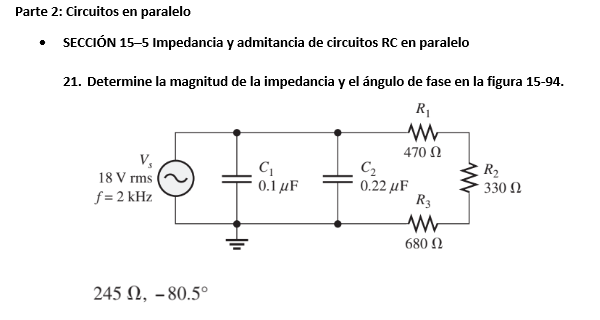 Parte 2: Circuitos en paralelo
• SECCIÓN 15–5 Impedancia y admitancia de circuitos RC en paralelo
21. Determine la magnitud de la impedancia y el ángulo de fase en la figura 15-94.
R1
470 Ω
Vs
18 V rms
f = 2 kHz
C1
0.1 μF
C2
0.22 μF
R2
330 Ω
R3
680 Ω
245 Ω, −80.5°